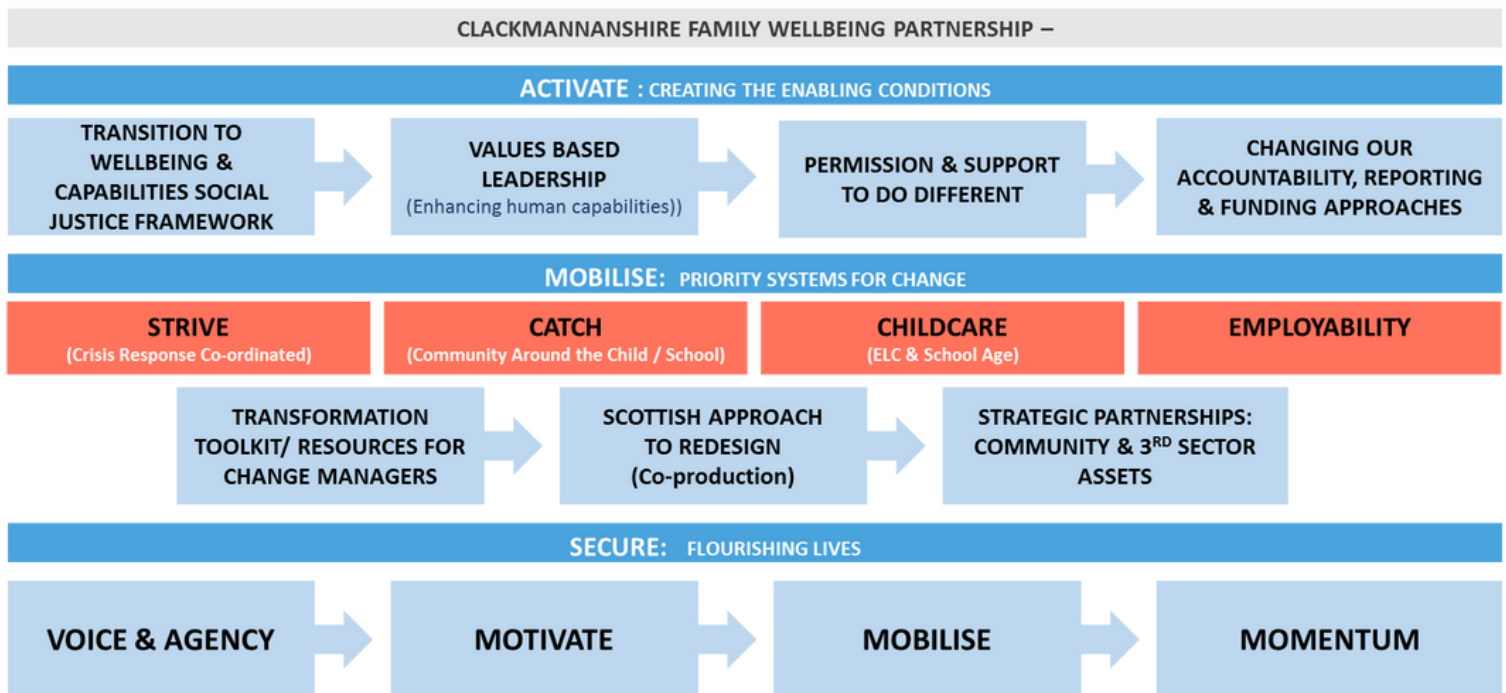 CLACKMANNANSHIRE FAMILY WELLBEING PARTNERSHIP –
ACTIVATE : CREATING THE ENABLING CONDITIONS
TRANSITION TO
WELLBEING &
CAPABILITIES SOCIAL
JUSTICE FRAMEWORK
VALUES BASED
LEADERSHIP
(Enhancing human capabilities))
PERMISSION & SUPPORT
TO DO DIFFERENT
CHANGING OUR
ACCOUNTABILITY, REPORTING
& FUNDING APPROACHES
MOBILISE: PRIORITY SYSTEMS FOR CHANGE
STRIVE
(Crisis Response Co-ordinated)
CATCH
(Community Around the Child / School)
CHILDCARE
(ELC & School Age)
EMPLOYABILITY
TRANSFORMATION
TOOLKIT/ RESOURCES FOR
CHANGE MANAGERS
SCOTTISH APPROACH
TO REDESIGN
(Co-production)
STRATEGIC PARTNERSHIPS:
COMMUNITY & 3RD SECTOR
ASSETS
SECURE: FLOURISHING LIVES
VOICE & AGENCY
MOTIVATE
MOBILISE
MOMENTUM